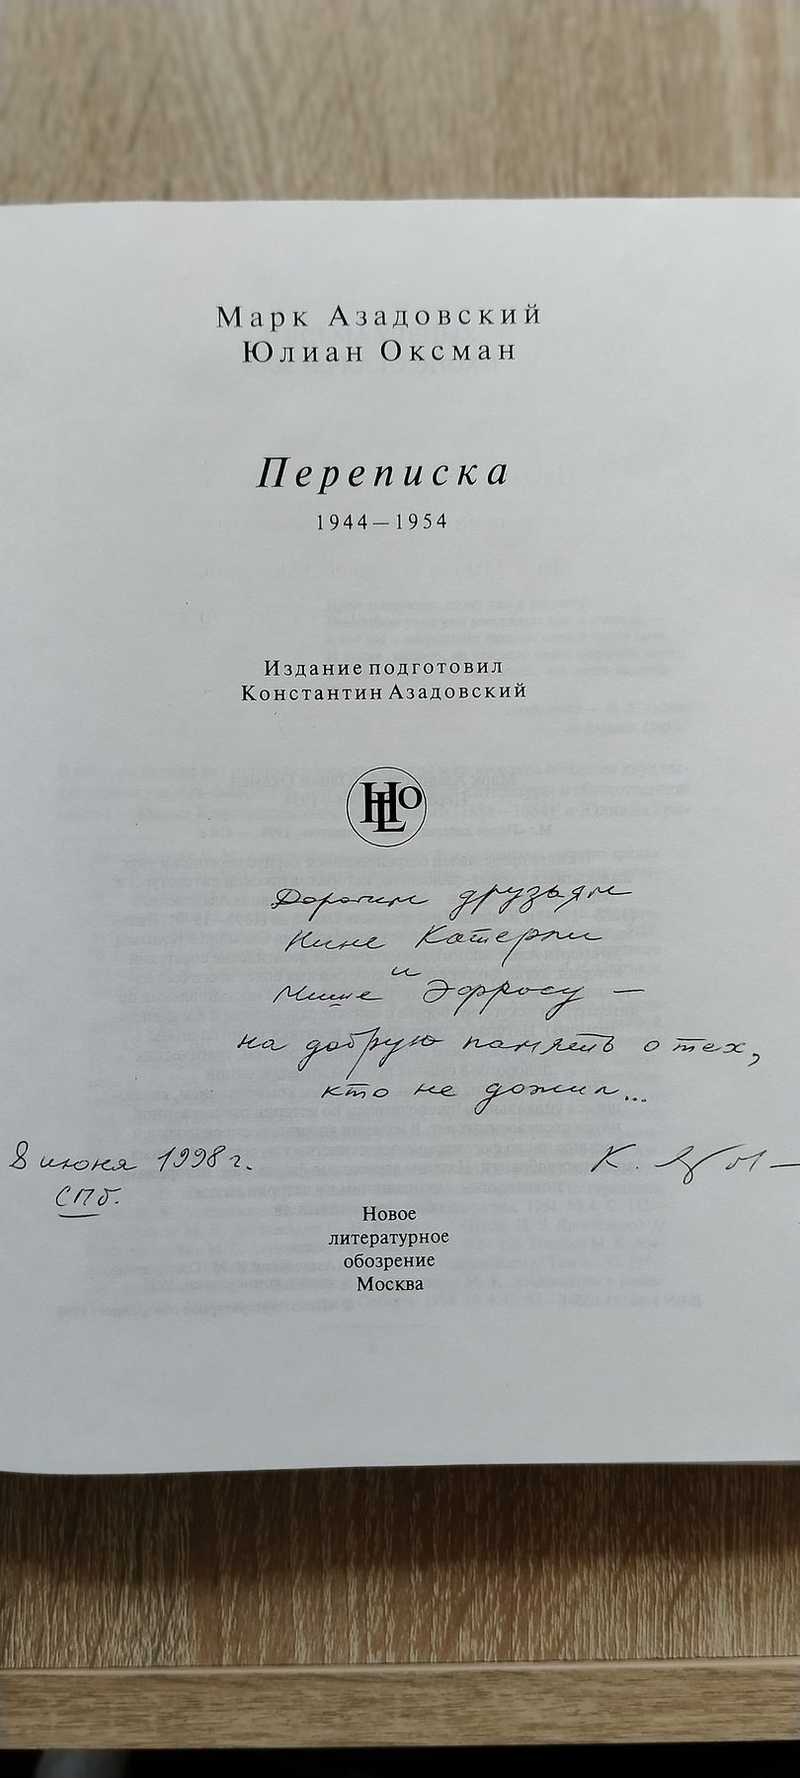 Марк Азадовский
Юлиан Оксман
Переписка
1944—1954
Издание подготовил
Константин Азадовский
НЛО
Дорогим друзьям
Нине Катерли
и
Мише Эфросу —
на добрую память о тех,
кто не дожил...
8 июня 1998 г.
СПб.
К.
Новое
литературное
обозрение
Москва